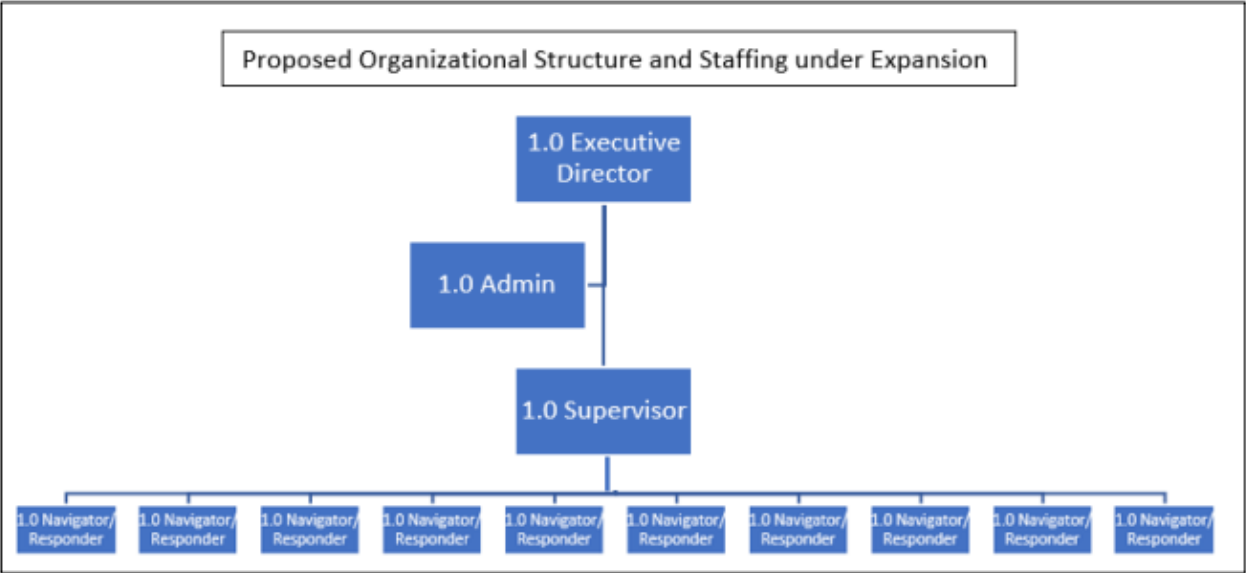 Proposed Organizational Structure and Staffing under Expansion
1.0 Executive
Director
1.0 Admin
1.0 Supervisor
1.0 Navigator/
Responder
1.0 Navigator/
Responder
1.0 Navigator/
Responder
1.0 Navigator/
Responder
1.0 Navigator/
Responder
1.0 Navigator/
Responder
1.0 Navigator/
Responder
1.0 Navigator/
Responder
1.0 Navigator/
Responder
1.0 Navigator/
Responder